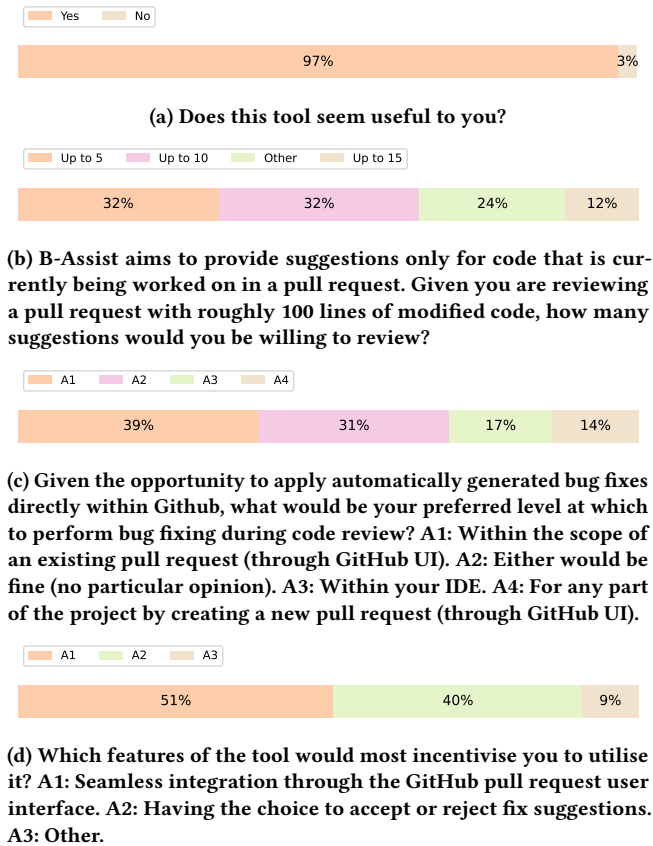 Yes No
97% 3%
(a) Does this tool seem useful to you?
Up to 5 Up to 10 Other Up to 15
32% 32% 24% 12%
(b) B-Assist aims to provide suggestions only for code that is cur-
rently being worked on in a pull request. Given you are reviewing
a pull request with roughly 100 lines of modified code, how many
suggestions would you be willing to review?
A1 A2 A3 A4
39% 31% 17% 14%
(c) Given the opportunity to apply automatically generated bug fixes
directly within Github, what would be your preferred level at which
to perform bug fixing during code review? A1: Within the scope of
an existing pull request (through GitHub UI). A2: Either would be
fine (no particular opinion). A3: Within your IDE. A4: For any part
of the project by creating a new pull request (through GitHub UI).
A1 A2 A3
51% 40% 9%
(d) Which features of the tool would most incentivise you to utilise
it? A1: Seamless integration through the GitHub pull request user
interface. A2: Having the choice to accept or reject fix suggestions.
A3: Other.